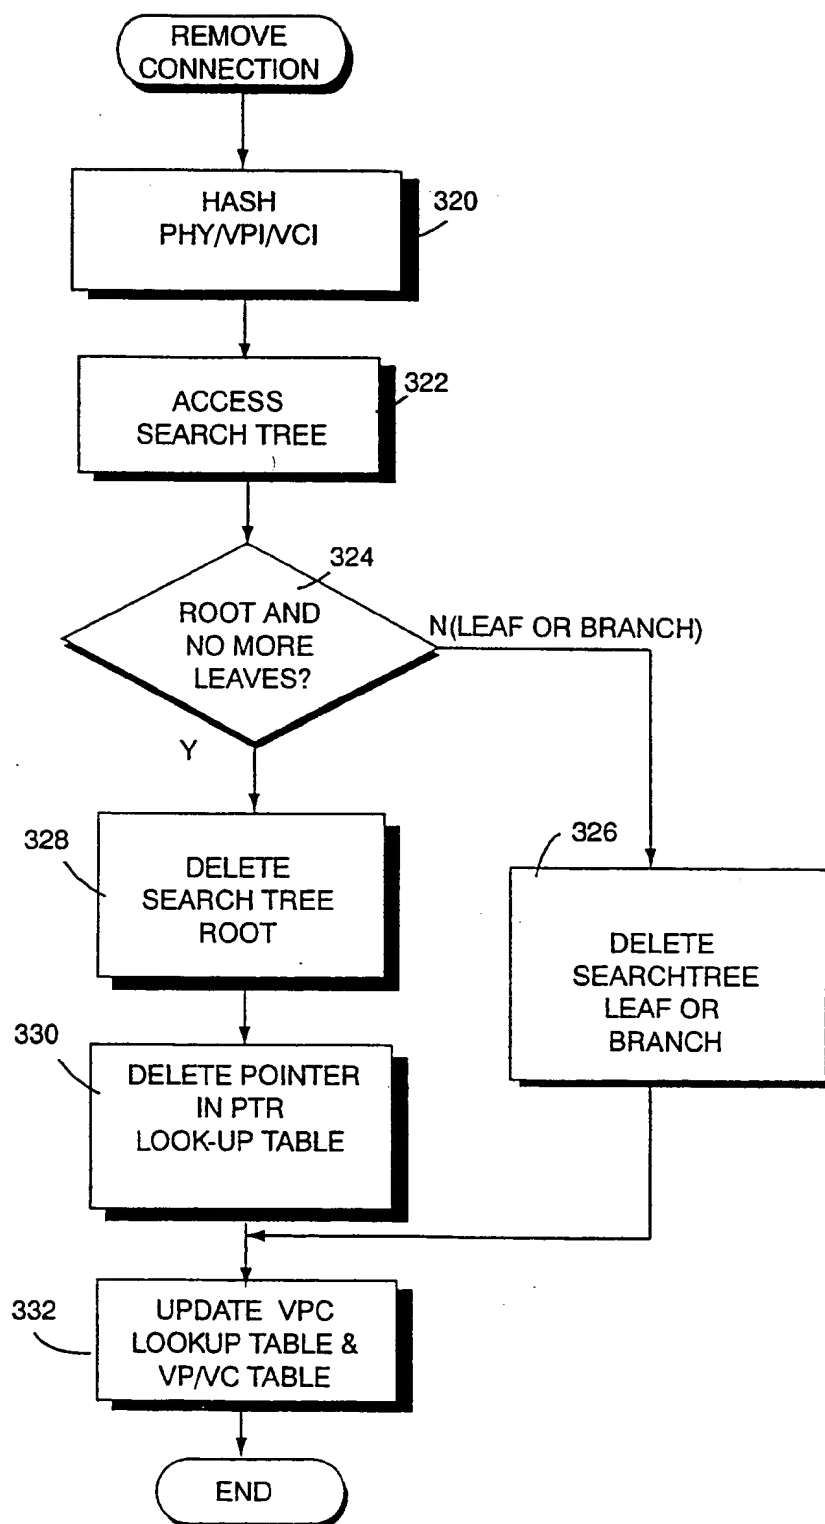 REMOVE
CONNECTION
HASH
PHY/VPI/VCI
320
ACCESS
SEARCH TREE
322
324
ROOT AND
NO MORE
LEAVES?
N(LEAF OR BRANCH)
Y
328
DELETE
SEARCH TREE
ROOT
326
DELETE
SEARCHTREE
LEAF OR
BRANCH
330
DELETE POINTER
IN PTR
LOOK-UP TABLE
332
UPDATE VPC
LOOKUP TABLE &
VP/VC TABLE
END